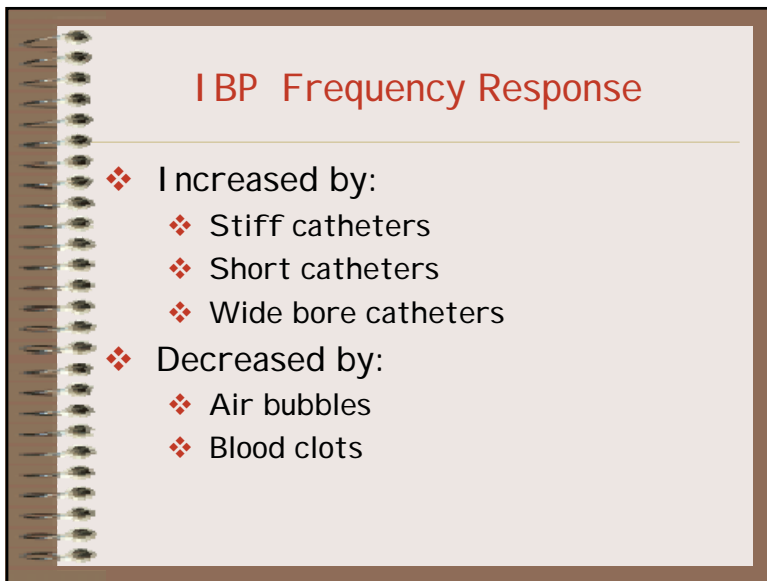 IBP Frequency Response
Increased by:
Stiff catheters
Short catheters
Wide bore catheters
Decreased by:
Air bubbles
Blood clots